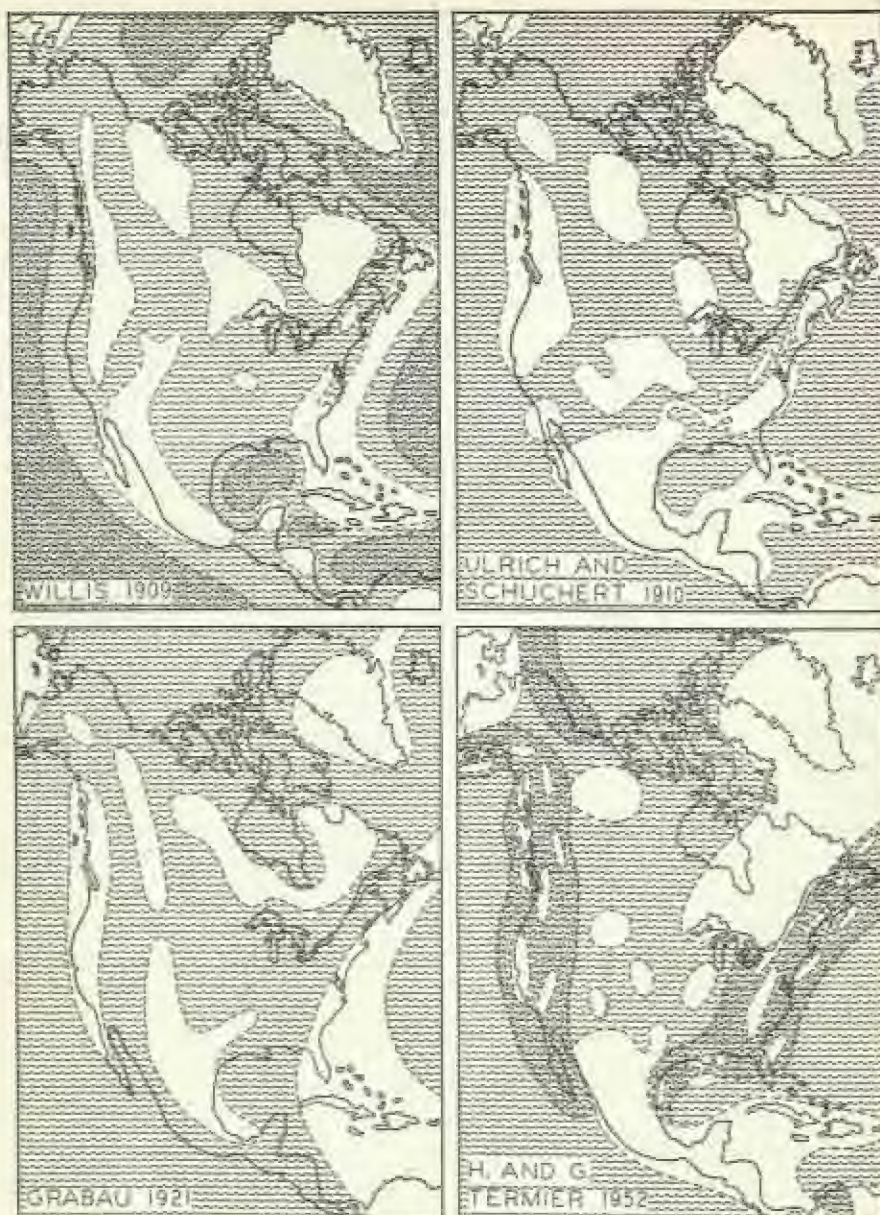 WILLIS 1909
ULRICH AND
SCHUCHERT 1910
GRABAU 1921
H. AND G.
TERMIER 1952